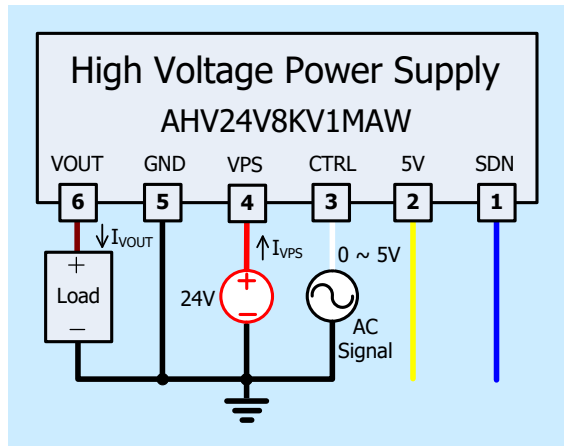 High Voltage Power Supply
AHV24V8KV1MAW
VOUT GND VPS CTRL 5V SDN
6 5 4 3 2 1
↓IVOUT ↑IVPS 0 ~ 5V
+ +
Load 24V
− −
AC
Signal